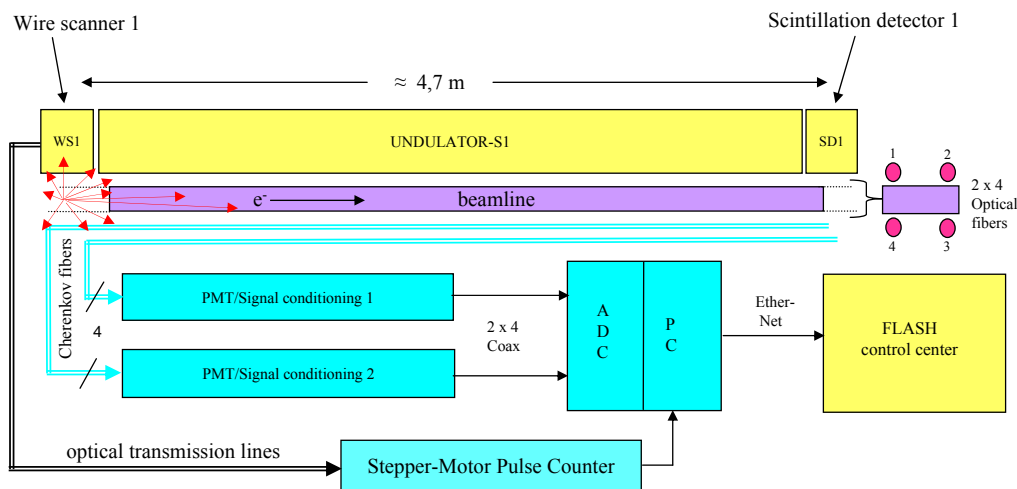 Wire scanner 1
Scintillation detector 1
≈ 4,7 m
WS1
UNDULATOR-S1
SD1
1
2
e- beamline
2 x 4
Optical
fibers
4
3
Cherenkov fibers
4
PMT/Signal conditioning 1
2 x 4
Coax
PMT/Signal conditioning 2
A
D
C
P
C
Ether-
Net
FLASH
control center
optical transmission lines
Stepper-Motor Pulse Counter